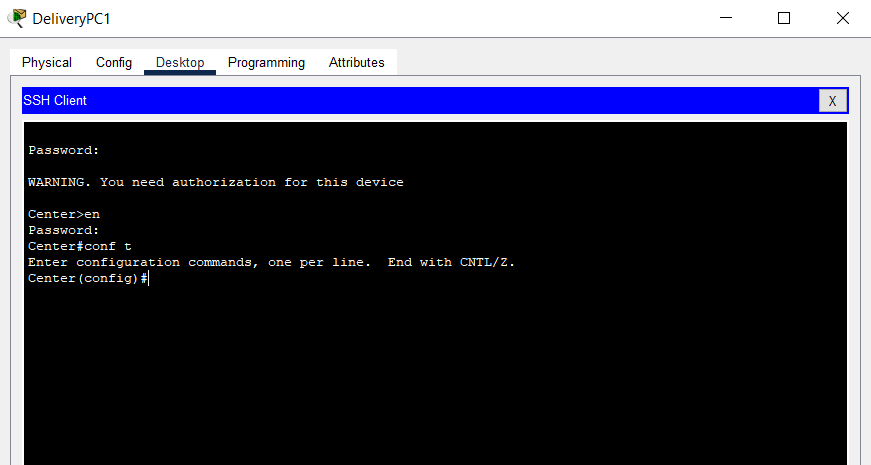 DeliveryPC1
Physical Config Desktop Programming Attributes
SSH Client
X
Password:
WARNING. You need authorization for this device
Center>en
Password:
Center#conf t
Enter configuration commands, one per line.  End with CNTL/Z.
Center(config)#